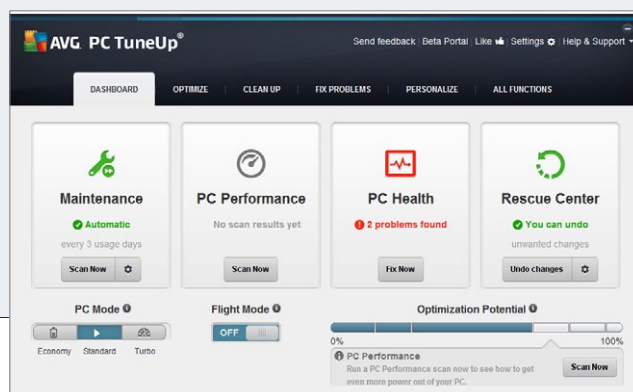 AVG. PC TuneUp®
Send feedback | Beta Portal | Like | Settings | Help & Support
DASHBOARD OPTIMIZE CLEAN UP FIX PROBLEMS PERSONALIZE ALL FUNCTIONS
Maintenance
Automatic
every 3 usage days
Scan Now
PC Performance
No scan results yet
Scan Now
PC Health
2 problems found
Fix Now
Rescue Center
You can undo
unwanted changes
Undo changes
PC Mode
Economy Standard Turbo
Flight Mode
OFF
Optimization Potential
0% 100%
PC Performance
Run a PC Performance scan now to see how to get
even more power out of your PC.
Scan Now